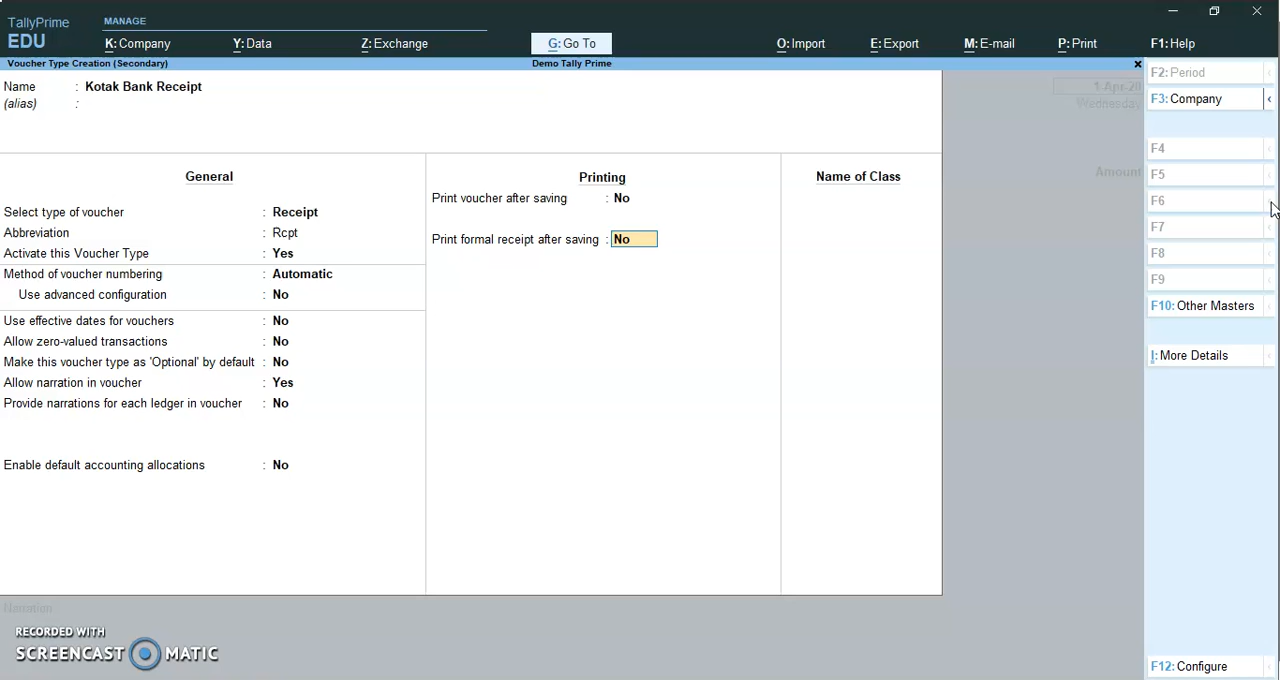 TallyPrime
EDU
MANAGE
K: Company
Y: Data
Z: Exchange
G: Go To
O: Import
E: Export
M: E-mail
P: Print
F1: Help
Voucher Type Creation (Secondary)
Demo Tally Prime
Name : Kotak Bank Receipt
(alias) :
General
Select type of voucher : Receipt
Abbreviation : Rcpt
Activate this Voucher Type : Yes
Method of voucher numbering : Automatic
Use advanced configuration : No
Use effective dates for vouchers : No
Allow zero-valued transactions : No
Make this voucher type as 'Optional' by default : No
Allow narration in voucher : Yes
Provide narrations for each ledger in voucher : No
Enable default accounting allocations : No
Printing
Print voucher after saving : No
Print formal receipt after saving : No
Name of Class
1-Apr-20
Wednesday
Amount
F2: Period
F3: Company
F4
F5
F6
F7
F8
F9
F10: Other Masters
I: More Details
F12: Configure
Narration
RECORDED WITH
SCREENCAST MATIC